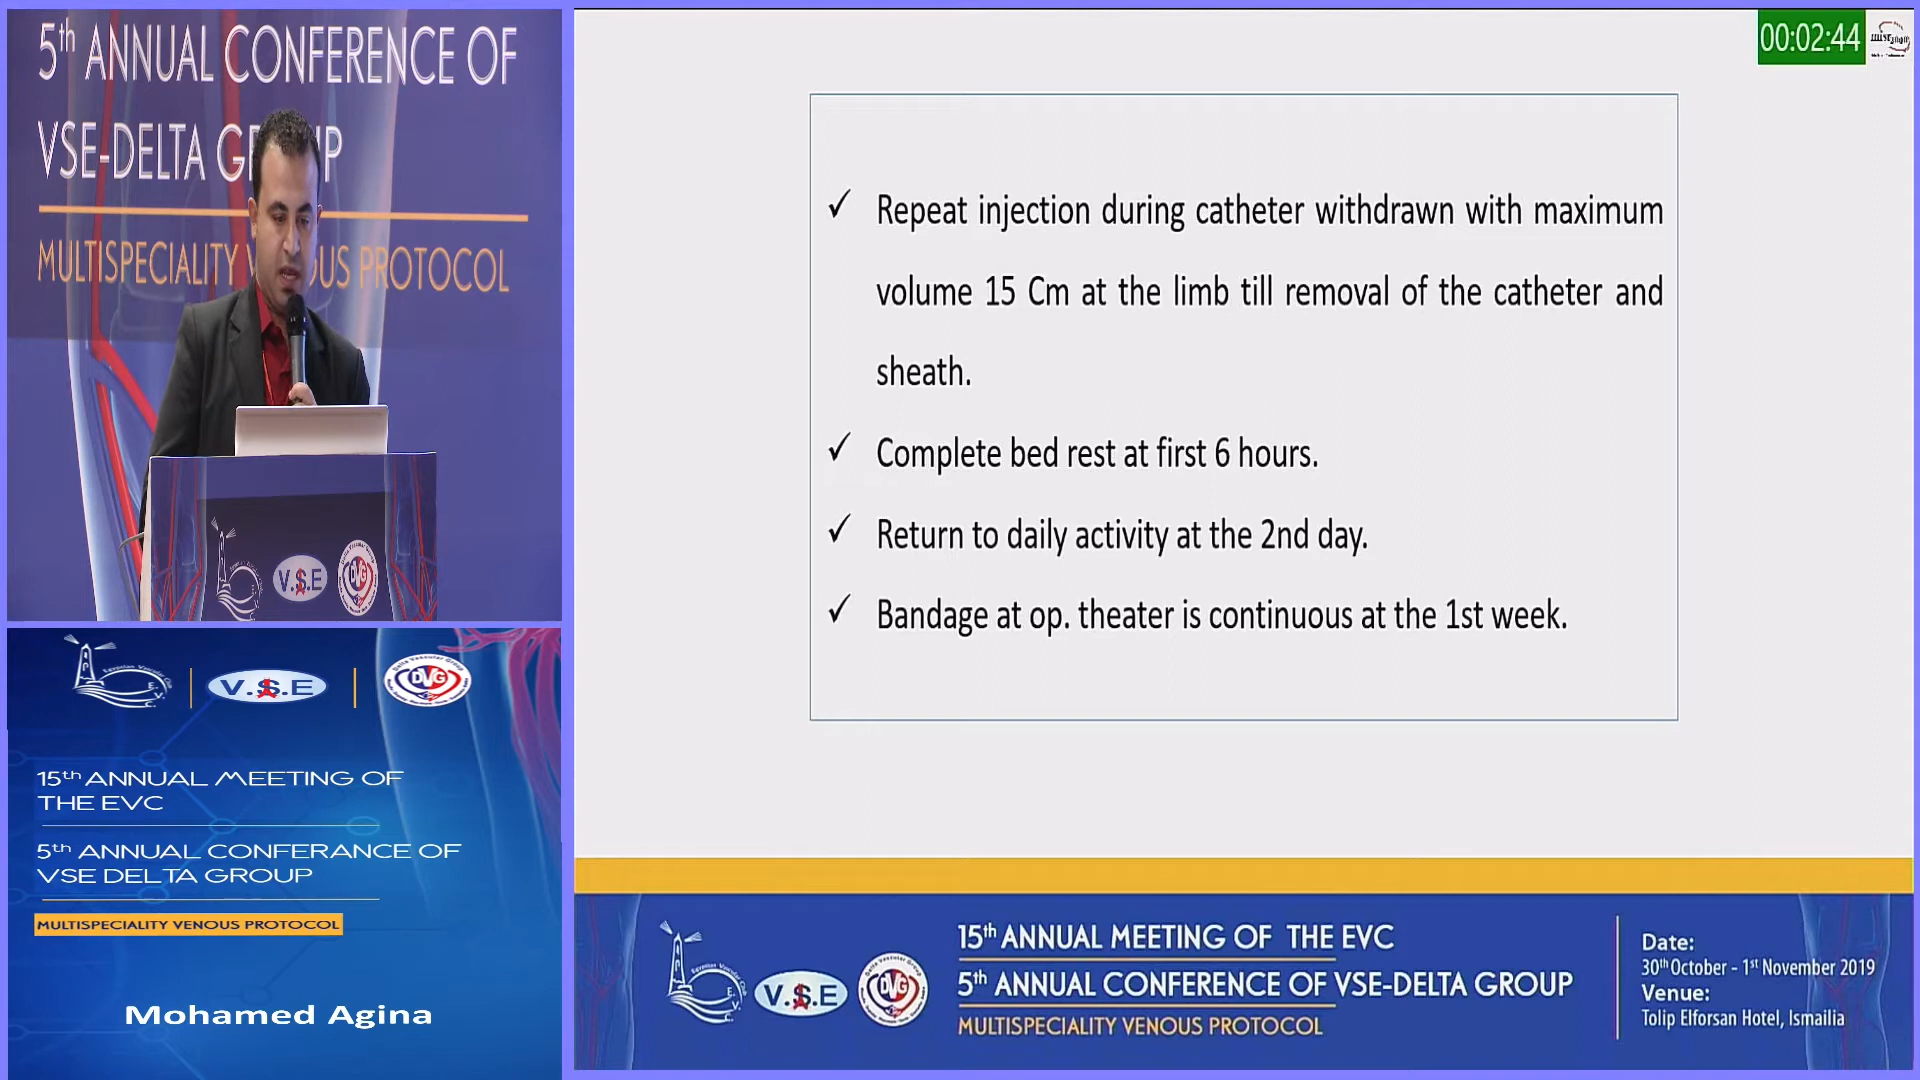 5th ANNUAL CONFERENCE OF
VSE-DELTA G P
MULTISPECIALITY V OUS PROTOCOL
V.S.E
DVG
E.V.C.
V.S.E
DVG
15th ANNUAL MEETING OF
THE EVC
5th ANNUAL CONFERANCE OF
VSE DELTA GROUP
MULTISPECIALITY VENOUS PROTOCOL
Mohamed Agina
00:02:44
✓ Repeat injection during catheter withdrawn with maximum
volume 15 Cm at the limb till removal of the catheter and
sheath.
✓ Complete bed rest at first 6 hours.
✓ Return to daily activity at the 2nd day.
✓ Bandage at op. theater is continuous at the 1st week.
V.S.E
DVG
15th ANNUAL MEETING OF THE EVC
5th ANNUAL CONFERENCE OF VSE-DELTA GROUP
MULTISPECIALITY VENOUS PROTOCOL
Date:
30th October - 1st November 2019
Venue:
Tolip Elforsan Hotel, Ismailia